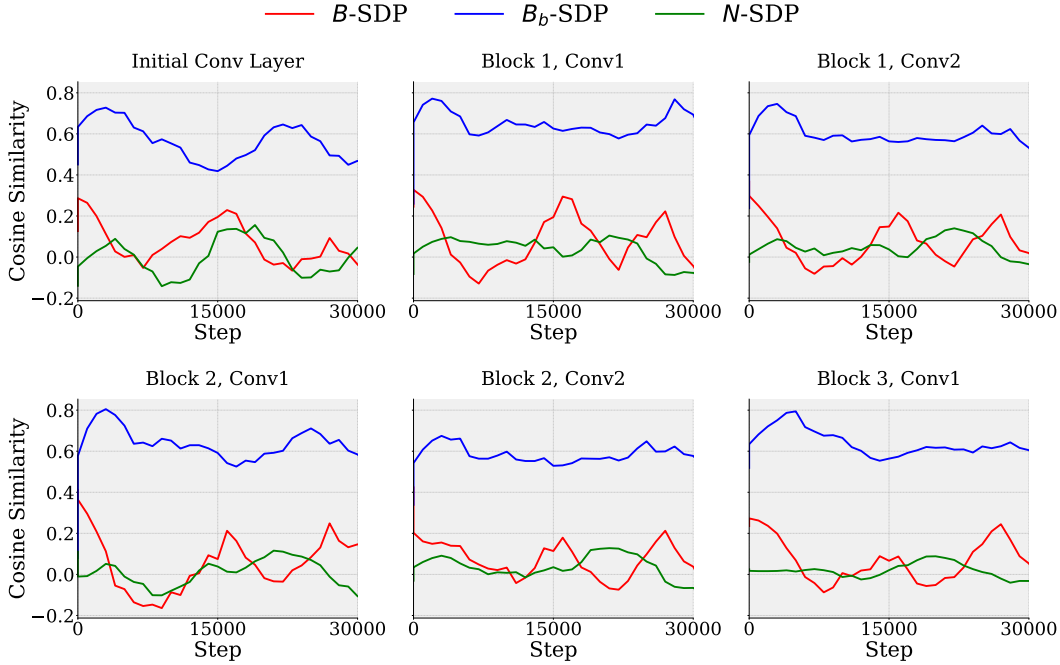 B-SDP B_b-SDP N-SDP
Initial Conv Layer
Block 1, Conv1
Block 1, Conv2
Cosine Similarity
0.8
0.6
0.4
0.2
0.0
−0.2
0 15000 30000
0 15000 30000
0 15000 30000
Step
Step
Step
Block 2, Conv1
Block 2, Conv2
Block 3, Conv1
Cosine Similarity
0.8
0.6
0.4
0.2
0.0
−0.2
0 15000 30000
0 15000 30000
0 15000 30000
Step
Step
Step